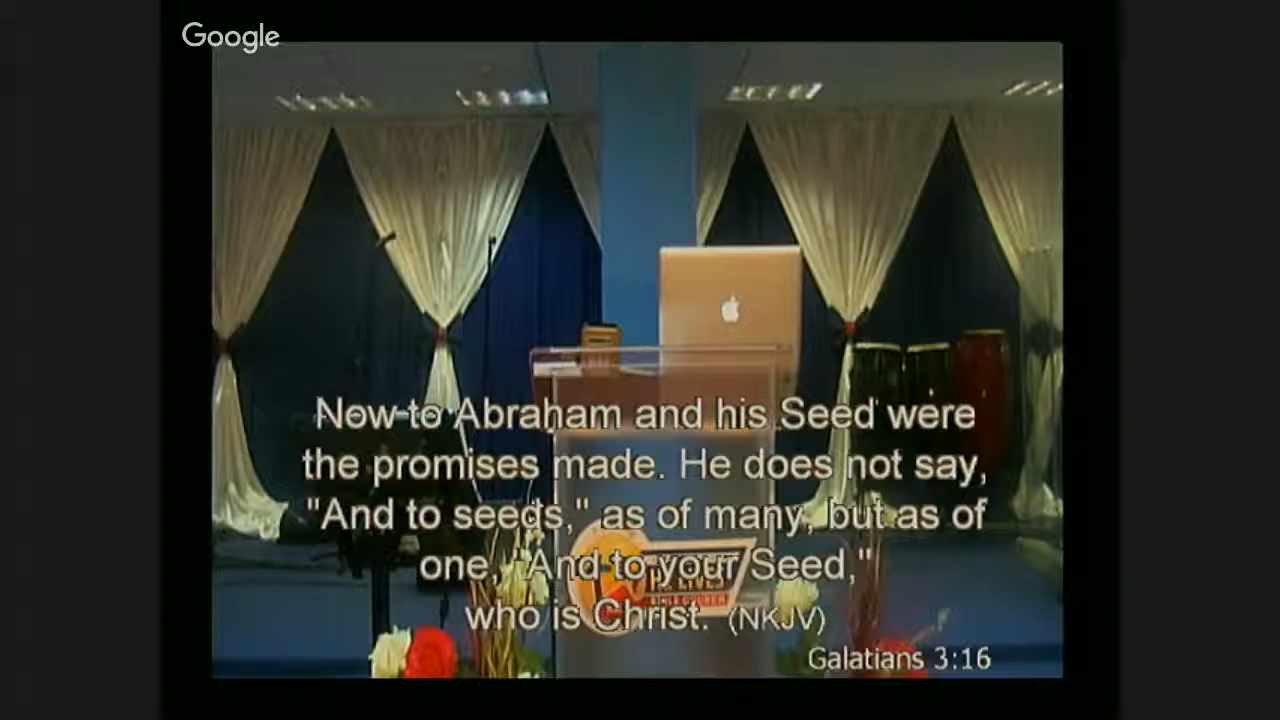 Google
Now to Abraham and his Seed were
the promises made. He does not say,
"And to seeds," as of many, but as of
one, "And to your Seed,"
who is Christ. (NKJV)
Galatians 3:16
LIVES